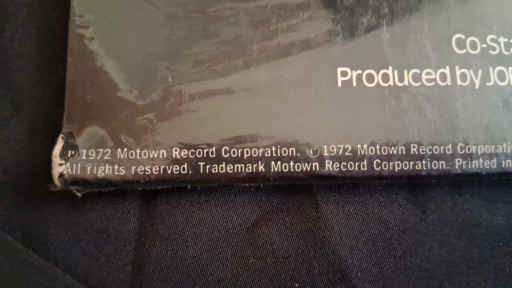 Co-Sta
Produced by JO
℗ 1972 Motown Record Corporation. © 1972 Motown Record Corporati
All rights reserved. Trademark Motown Record Corporation. Printed in